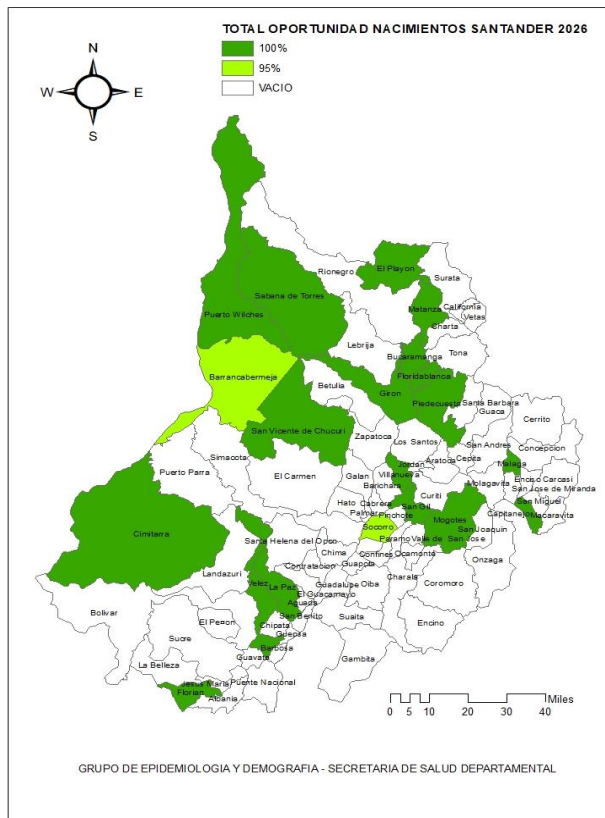 TOTAL OPORTUNIDAD NACIMIENTOS SANTANDER 2026
100%
95%
VACIO
N
W E
S
Rionegro
El Playon
Surata
Sabana de Torres
California
Matanza
Vetas
Puerto Wilches
Charta
Lebrija
Bucaramanga
Tona
Barrancabermeja
Floridablanca
Betulia
Giron
Piedecuesta
Santa Barbara
Guaca
Cerrito
San Vicente de Chucuri
Zapatoca
Los Santos
San Andres
Concepcion
Simacota
Aratoca
Cepita
Jordan
Malaga
Puerto Parra
Villanueva
El Carmen
Galan
Barichara
Curiti
Molagavita
Enciso
Carcasi
San Jose de Miranda
Hato
Cabrera
San Gil
San Miguel
Palmar
Pinchote
Mogotes
Capitanejo
Macaravita
Cimitarra
Socorro
San Joaquin
Santa Helena del Opon
Paramo
Valle de San Jose
Chima
Confines
Ocamonte
Onzaga
Contratacion
Guapota
Landazuri
Velez
La Paz
Guadalupe
Oiba
Charala
Coromoro
El Guacamayo
Aguada
Bolivar
San Benito
Suaita
Encino
El Penon
Chipata
Sucre
Guepsa
Barbosa
Guavata
Gambita
La Belleza
Puente Nacional
Jesus Maria
Florian
Albania
Miles
0 5 10 20 30 40
GRUPO DE EPIDEMIOLOGIA Y DEMOGRAFIA - SECRETARIA DE SALUD DEPARTAMENTAL